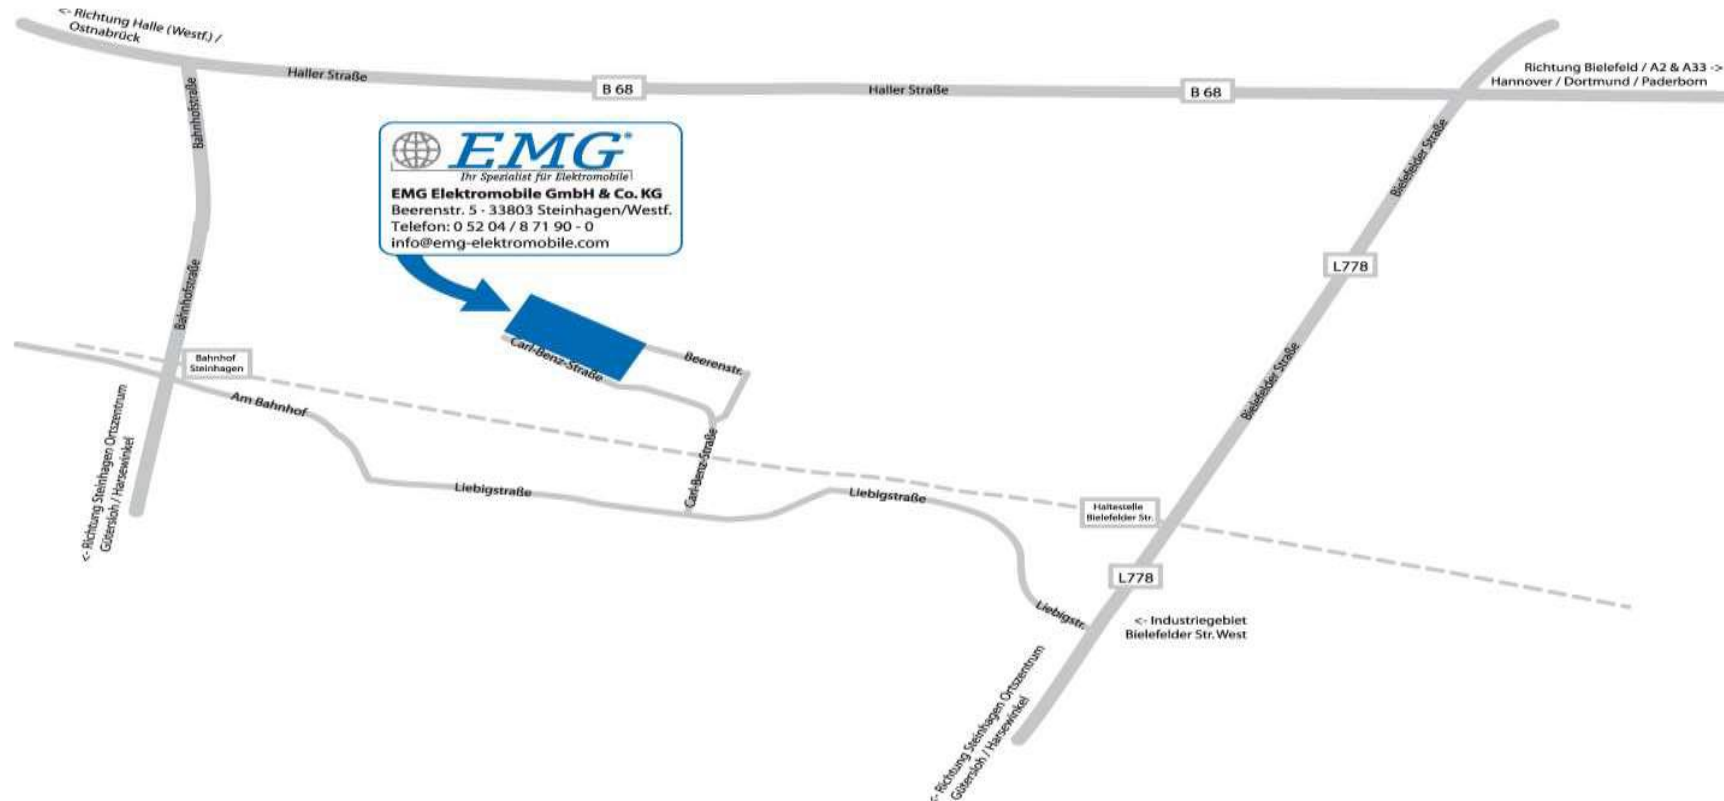 <- Richtung Halle (Westf.) /
Ostnabrück
Haller Straße
B 68
Haller Straße
B 68
Richtung Bielefeld / A2 & A33 ->
Hannover / Dortmund / Paderborn
Bahnhofstraße
Bielefelder Straße
EMG®
Ihr Spezialist für Elektromobile
EMG Elektromobile GmbH & Co. KG
Beerenstr. 5 · 33803 Steinhagen/Westf.
Telefon: 0 52 04 / 8 71 90 - 0
info@emg-elektromobile.com
L778
Bahnhofstraße
Carl-Benz-Straße
Beerenstr.
Bahnhof
Steinhagen
Bielefelder Straße
Am Bahnhof
<- Richtung Steinhagen Ortszentrum
Gütersloh / Harsewinkel
Carl-Benz-Straße
Liebigstraße
Liebigstraße
Haltestelle
Bielefelder Str.
L778
Liebigstr.
<- Industriegebiet
Bielefelder Str. West
<- Richtung Steinhagen Ortszentrum
Gütersloh / Harsewinkel